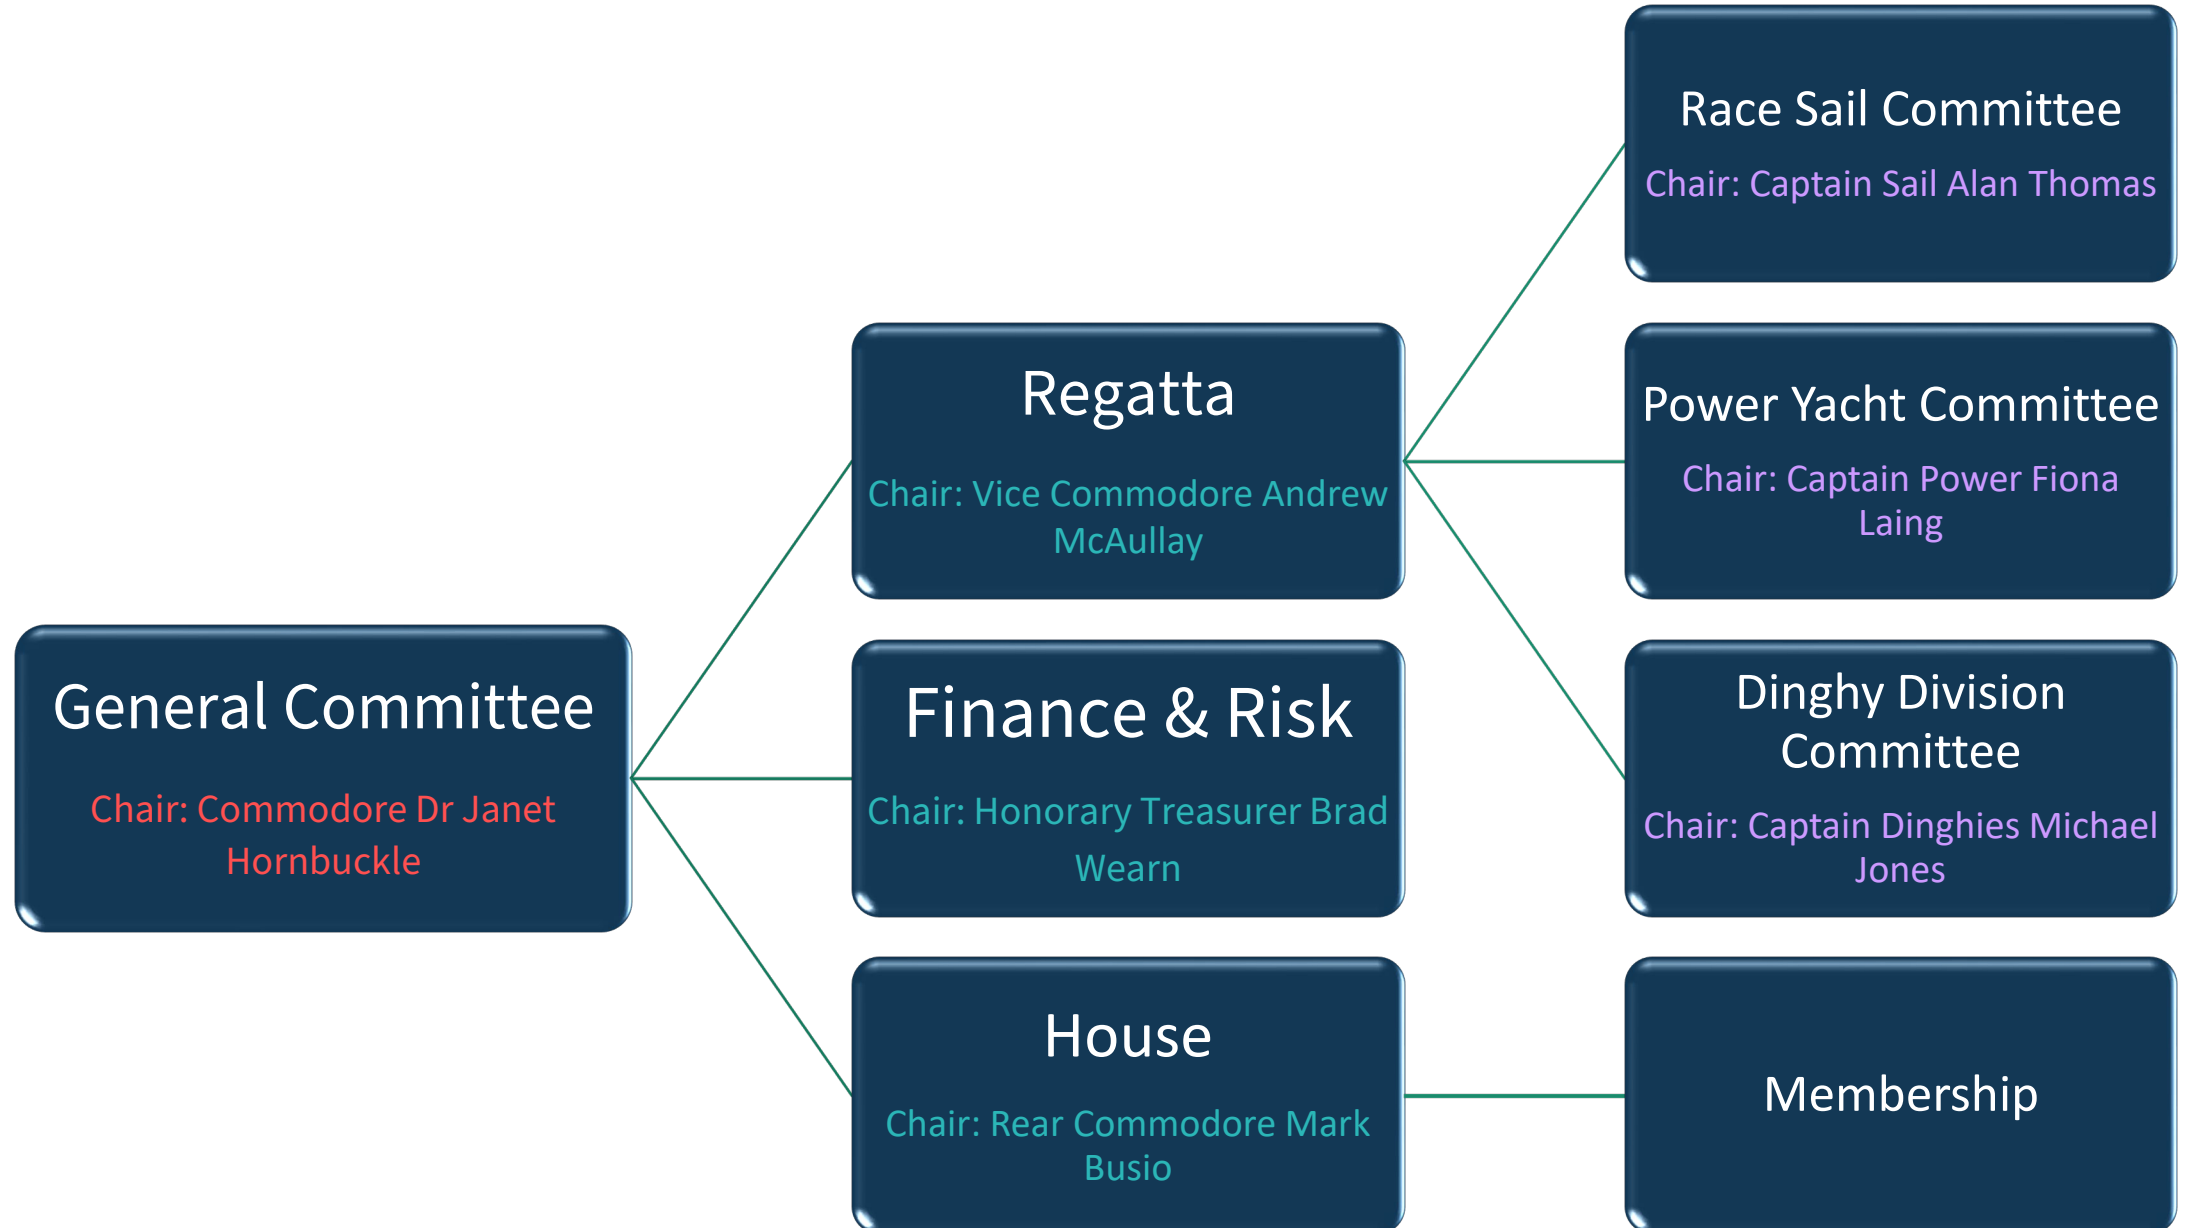 General Committee
Chair: Commodore Dr Janet
Hornbuckle
Regatta
Chair: Vice Commodore Andrew
McAullay
Finance & Risk
Chair: Honorary Treasurer Brad
Wearn
House
Chair: Rear Commodore Mark
Busio
Race Sail Committee
Chair: Captain Sail Alan Thomas
Power Yacht Committee
Chair: Captain Power Fiona
Laing
Dinghy Division
Committee
Chair: Captain Dinghies Michael
Jones
Membership